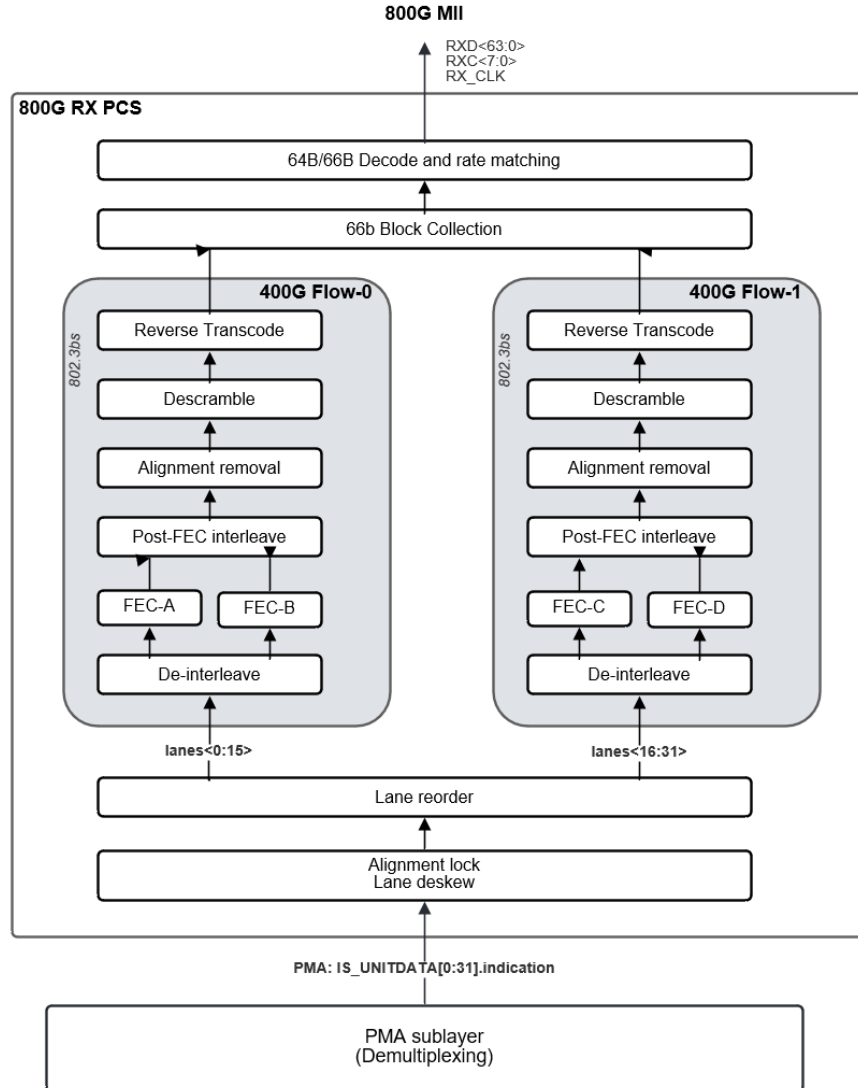 800G MII
RXD<63:0>
RXC<7:0>
RX_CLK
800G RX PCS
64B/66B Decode and rate matching
66b Block Collection
400G Flow-0
802.3bs
Reverse Transcode
Descramble
Alignment removal
Post-FEC interleave
FEC-A
FEC-B
De-interleave
lanes<0:15>
400G Flow-1
802.3bs
Reverse Transcode
Descramble
Alignment removal
Post-FEC interleave
FEC-C
FEC-D
De-interleave
lanes<16:31>
Lane reorder
Alignment lock
Lane deskew
PMA: IS_UNITDATA[0:31].indication
PMA sublayer
(Demultiplexing)